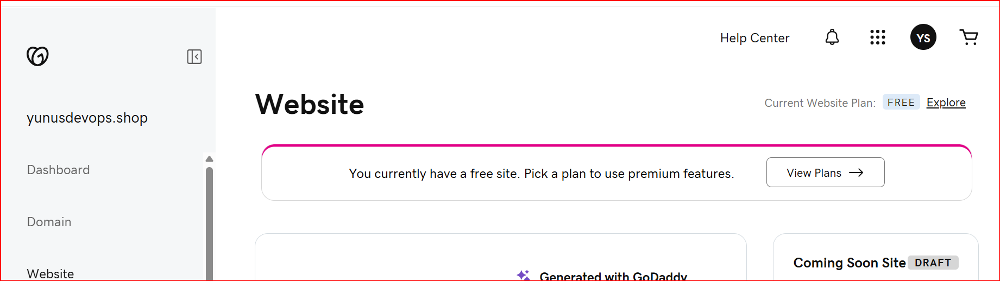 Help Center
YS
yunusdevops.shop
Dashboard
Domain
Website
Website
Current Website Plan: FREE Explore
You currently have a free site. Pick a plan to use premium features.
View Plans
Generated with GoDaddy
Coming Soon Site DRAFT